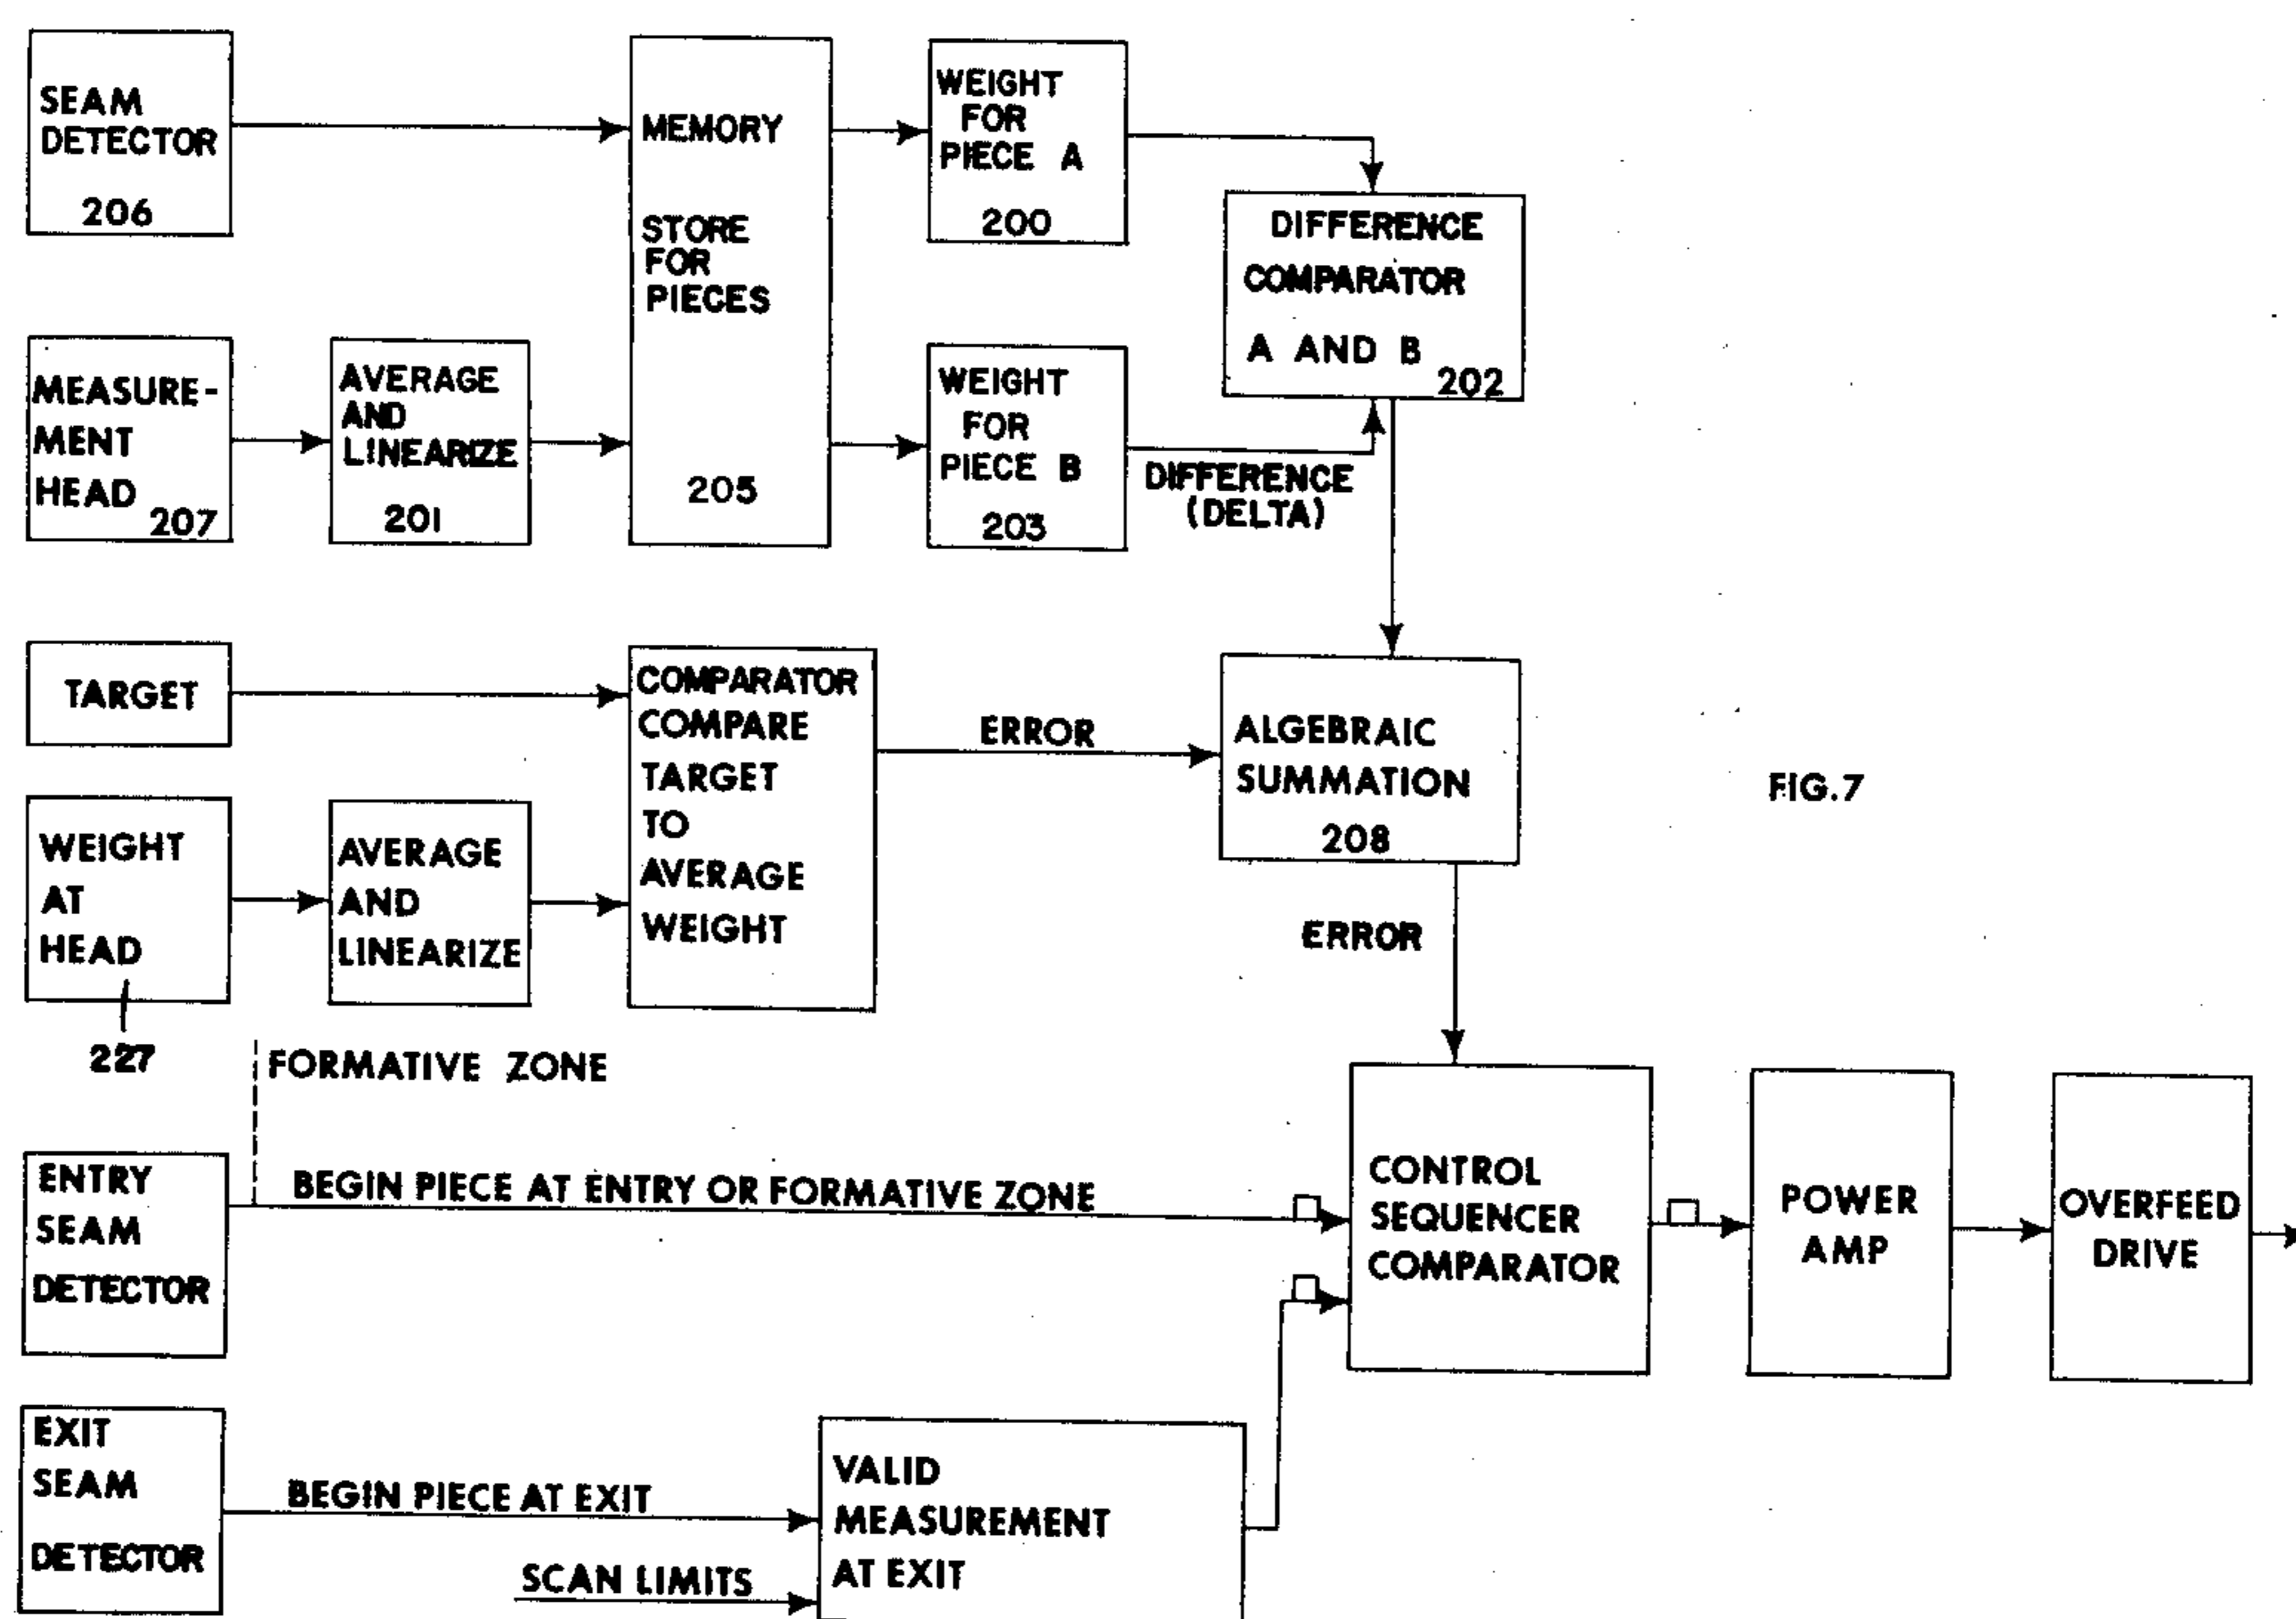 SEAM
DETECTOR
206
MEMORY
STORE
FOR
PIECES
205
WEIGHT
FOR
PIECE A
200
DIFFERENCE
COMPARATOR
A AND B
202
MEASURE-
MENT
HEAD
207
AVERAGE
AND
LINEARIZE
201
WEIGHT
FOR
PIECE B
203
DIFFERENCE
(DELTA)
TARGET
COMPARATOR
COMPARE
TARGET
TO
AVERAGE
WEIGHT
ERROR
ALGEBRAIC
SUMMATION
208
FIG.7
WEIGHT
AT
HEAD
227
AVERAGE
AND
LINEARIZE
ERROR
FORMATIVE ZONE
ENTRY
SEAM
DETECTOR
BEGIN PIECE AT ENTRY OR FORMATIVE ZONE
CONTROL
SEQUENCER
COMPARATOR
POWER
AMP
OVERFEED
DRIVE
EXIT
SEAM
DETECTOR
BEGIN PIECE AT EXIT
SCAN LIMITS
VALID
MEASUREMENT
AT EXIT